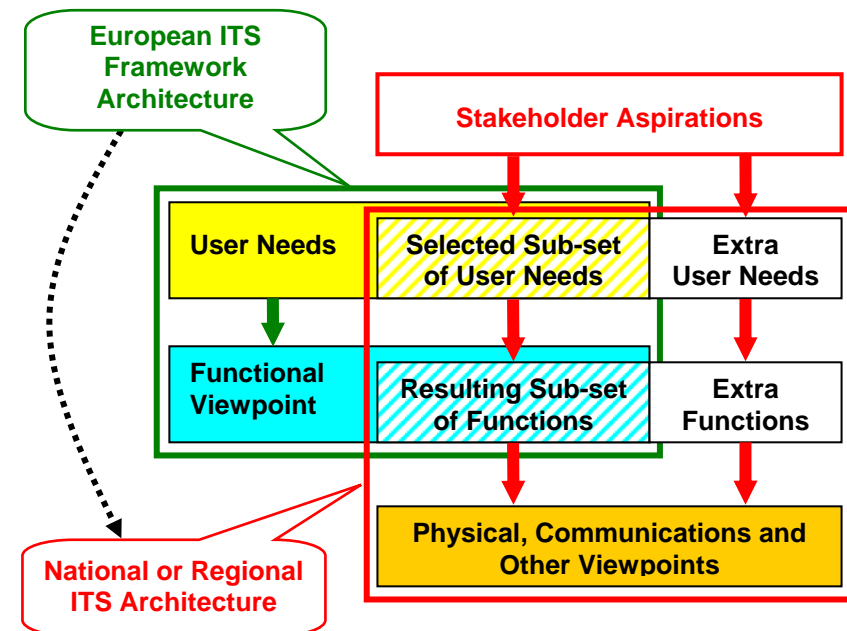 European ITS
Framework
Architecture
Stakeholder Aspirations
User Needs
Selected Sub-set
of User Needs
Extra
User Needs
Functional
Viewpoint
Resulting Sub-set
of Functions
Extra
Functions
Physical, Communications and
Other Viewpoints
National or Regional
ITS Architecture